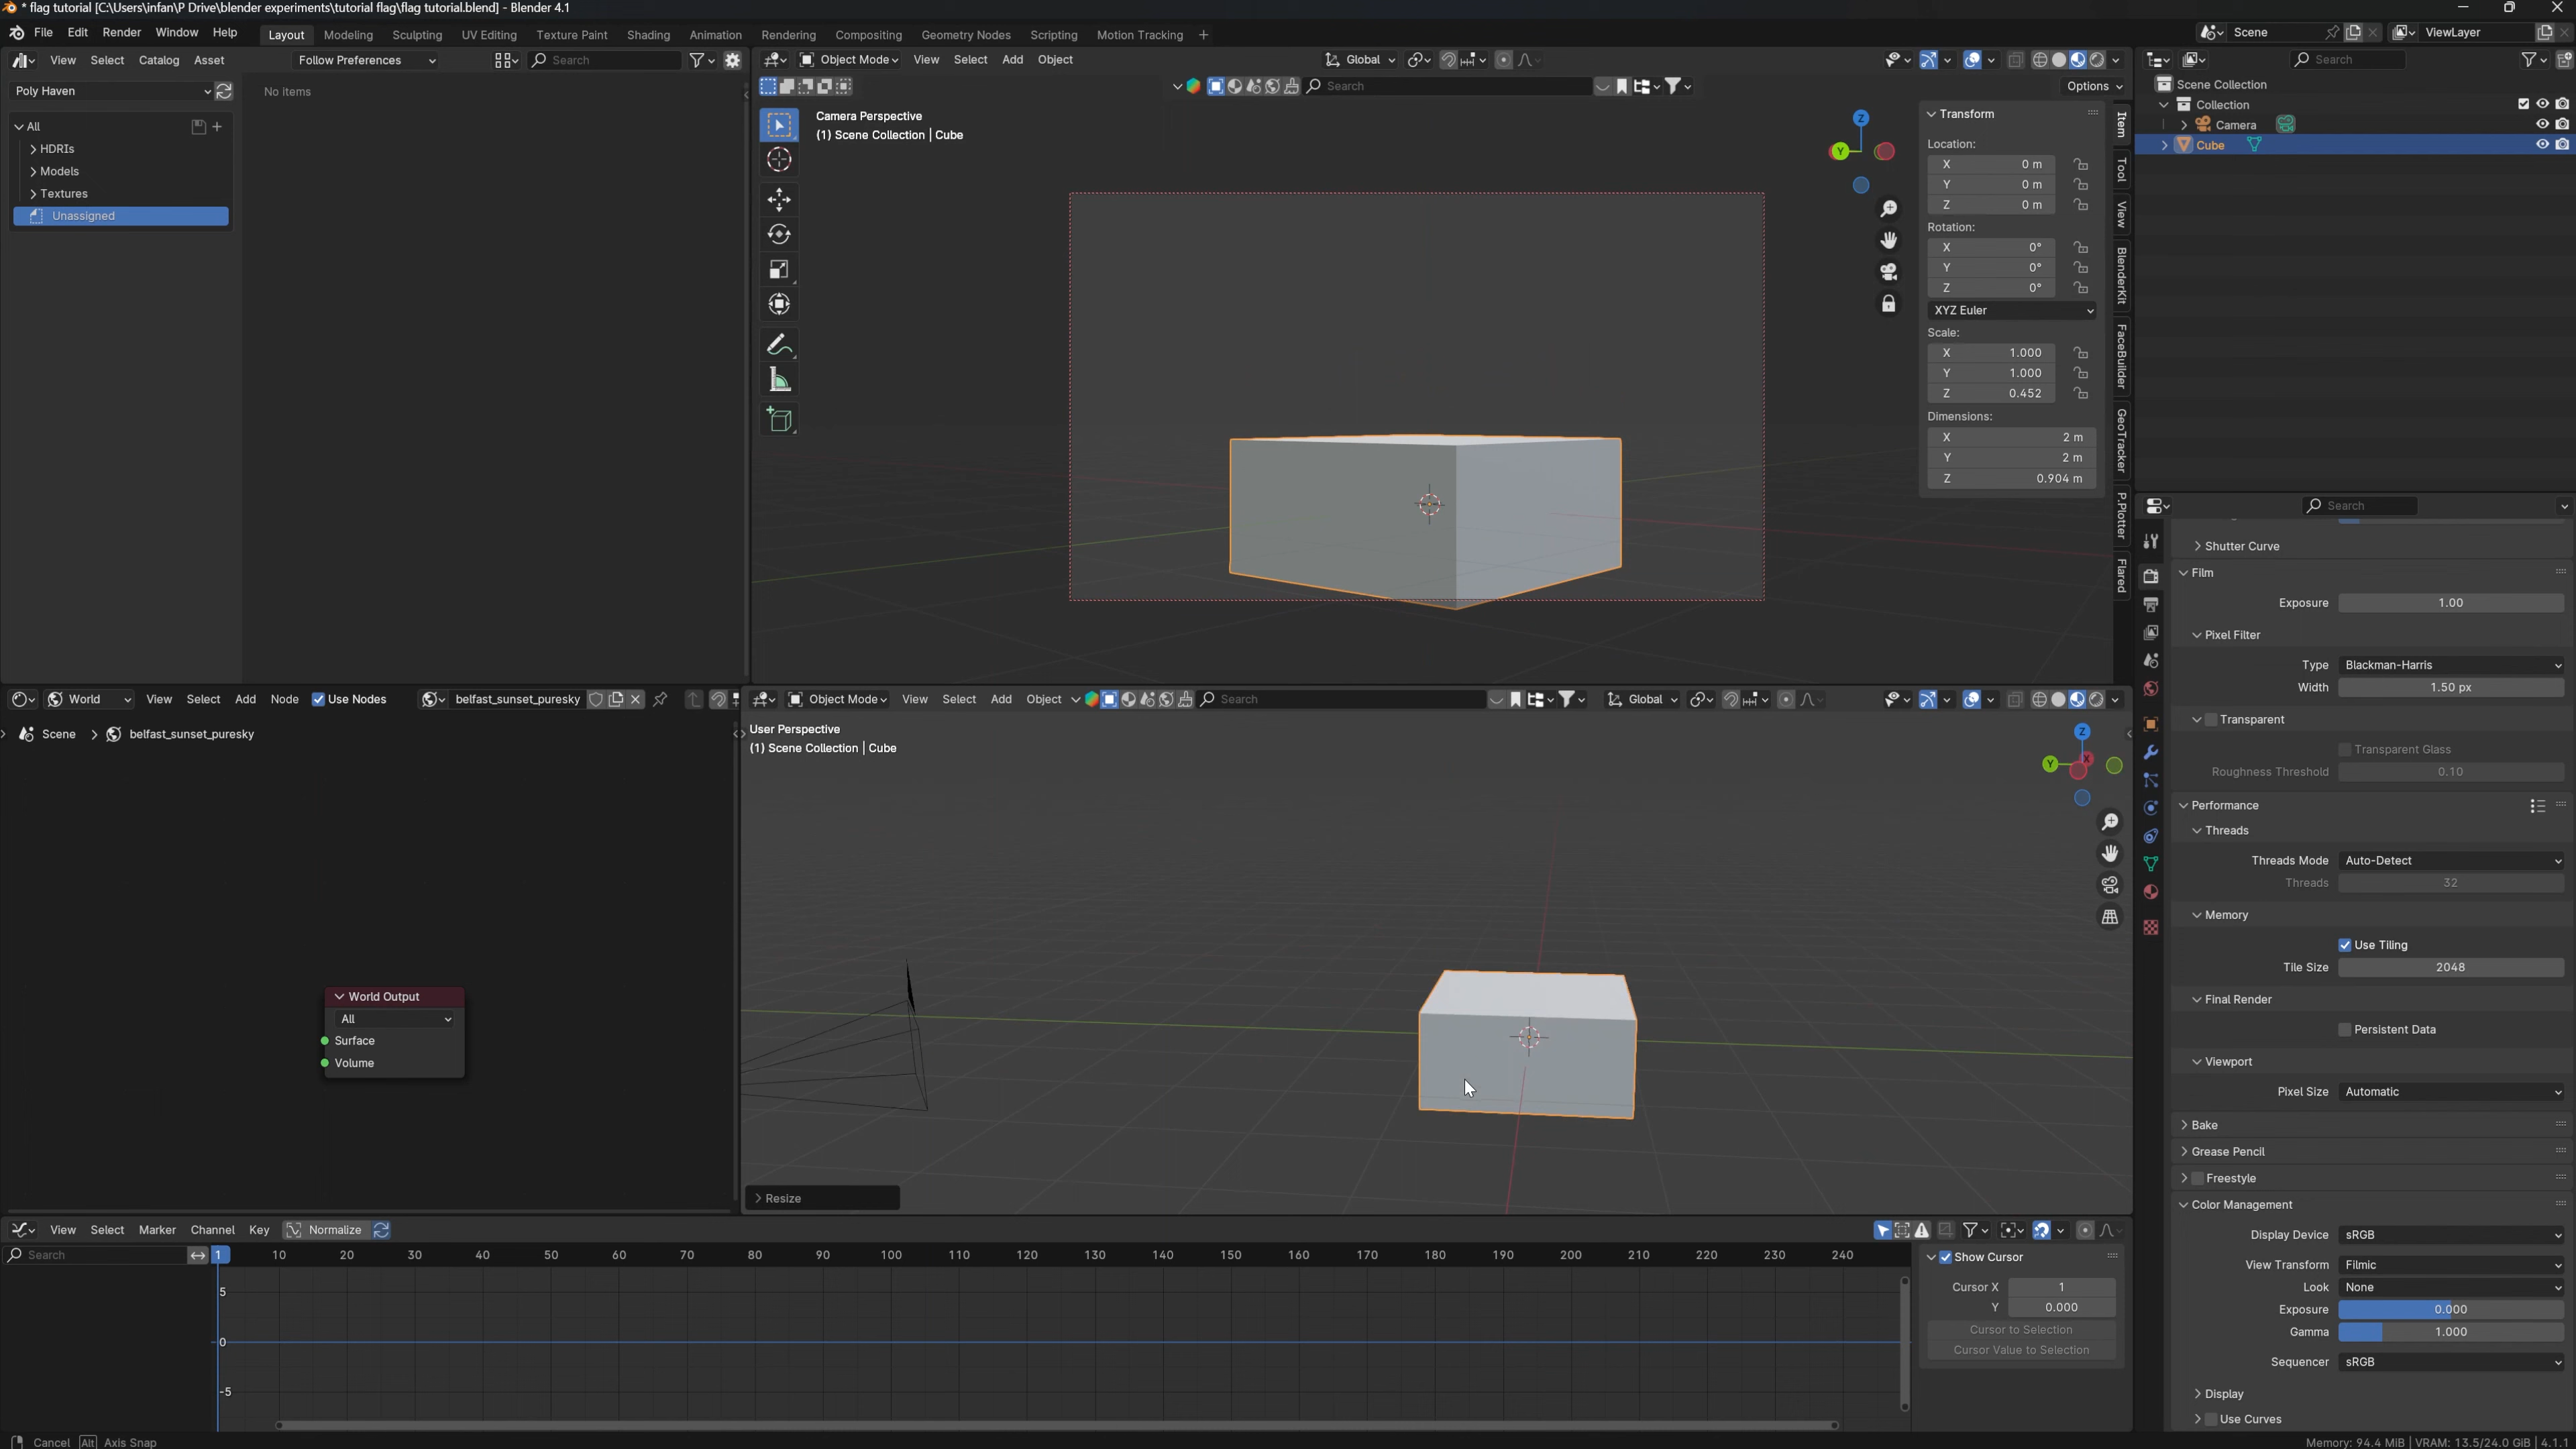 * flag tutorial [C:\Users\infan\P Drive\blender experiments\tutorial flag\flag tutorial.blend] - Blender 4.1
File Edit Render Window Help Layout Modeling Sculpting UV Editing Texture Paint Shading Animation Rendering Compositing Geometry Nodes Scripting Motion Tracking + Scene ViewLayer
View Select Catalog Asset Follow Preferences Search
Object Mode View Select Add Object Global
Search
Poly Haven
No items
Search Options
All
HDRIs
Models
Textures
Unassigned
Camera Perspective
(1) Scene Collection | Cube
Z
Y
Transform
Location:
X 0 m
Y 0 m
Z 0 m
Rotation:
X 0°
Y 0°
Z 0°
XYZ Euler
Scale:
X 1.000
Y 1.000
Z 0.452
Dimensions:
X 2 m
Y 2 m
Z 0.904 m
Item
Tool
View
BlenderKit
FaceBuilder
GeoTracker
P.Plotter
Flared
Scene Collection
Collection
Camera
Cube
Search
Shutter Curve
Film
Exposure 1.00
Pixel Filter
Type Blackman-Harris
Width 1.50 px
Transparent
Transparent Glass
Roughness Threshold 0.10
Performance
Threads
Threads Mode Auto-Detect
Threads 32
Memory
Use Tiling
Tile Size 2048
Final Render
Persistent Data
Viewport
Pixel Size Automatic
Bake
Grease Pencil
Freestyle
Color Management
Display Device sRGB
View Transform Filmic
Look None
Exposure 0.000
Gamma 1.000
Sequencer sRGB
Display
Use Curves
World View Select Add Node Use Nodes belfast_sunset_puresky
Scene belfast_sunset_puresky
World Output
All
Surface
Volume
Object Mode View Select Add Object Search Global
User Perspective
(1) Scene Collection | Cube
Z
Y
X
Resize
View Select Marker Channel Key Normalize
Search 1 10 20 30 40 50 60 70 80 90 100 110 120 130 140 150 160 170 180 190 200 210 220 230 240
5
0
-5
Show Cursor
Cursor X 1
Y 0.000
Cursor to Selection
Cursor Value to Selection
Cancel Alt Axis Snap
Memory: 94.4 MiB | VRAM: 13.5/24.0 GiB | 4.1.1